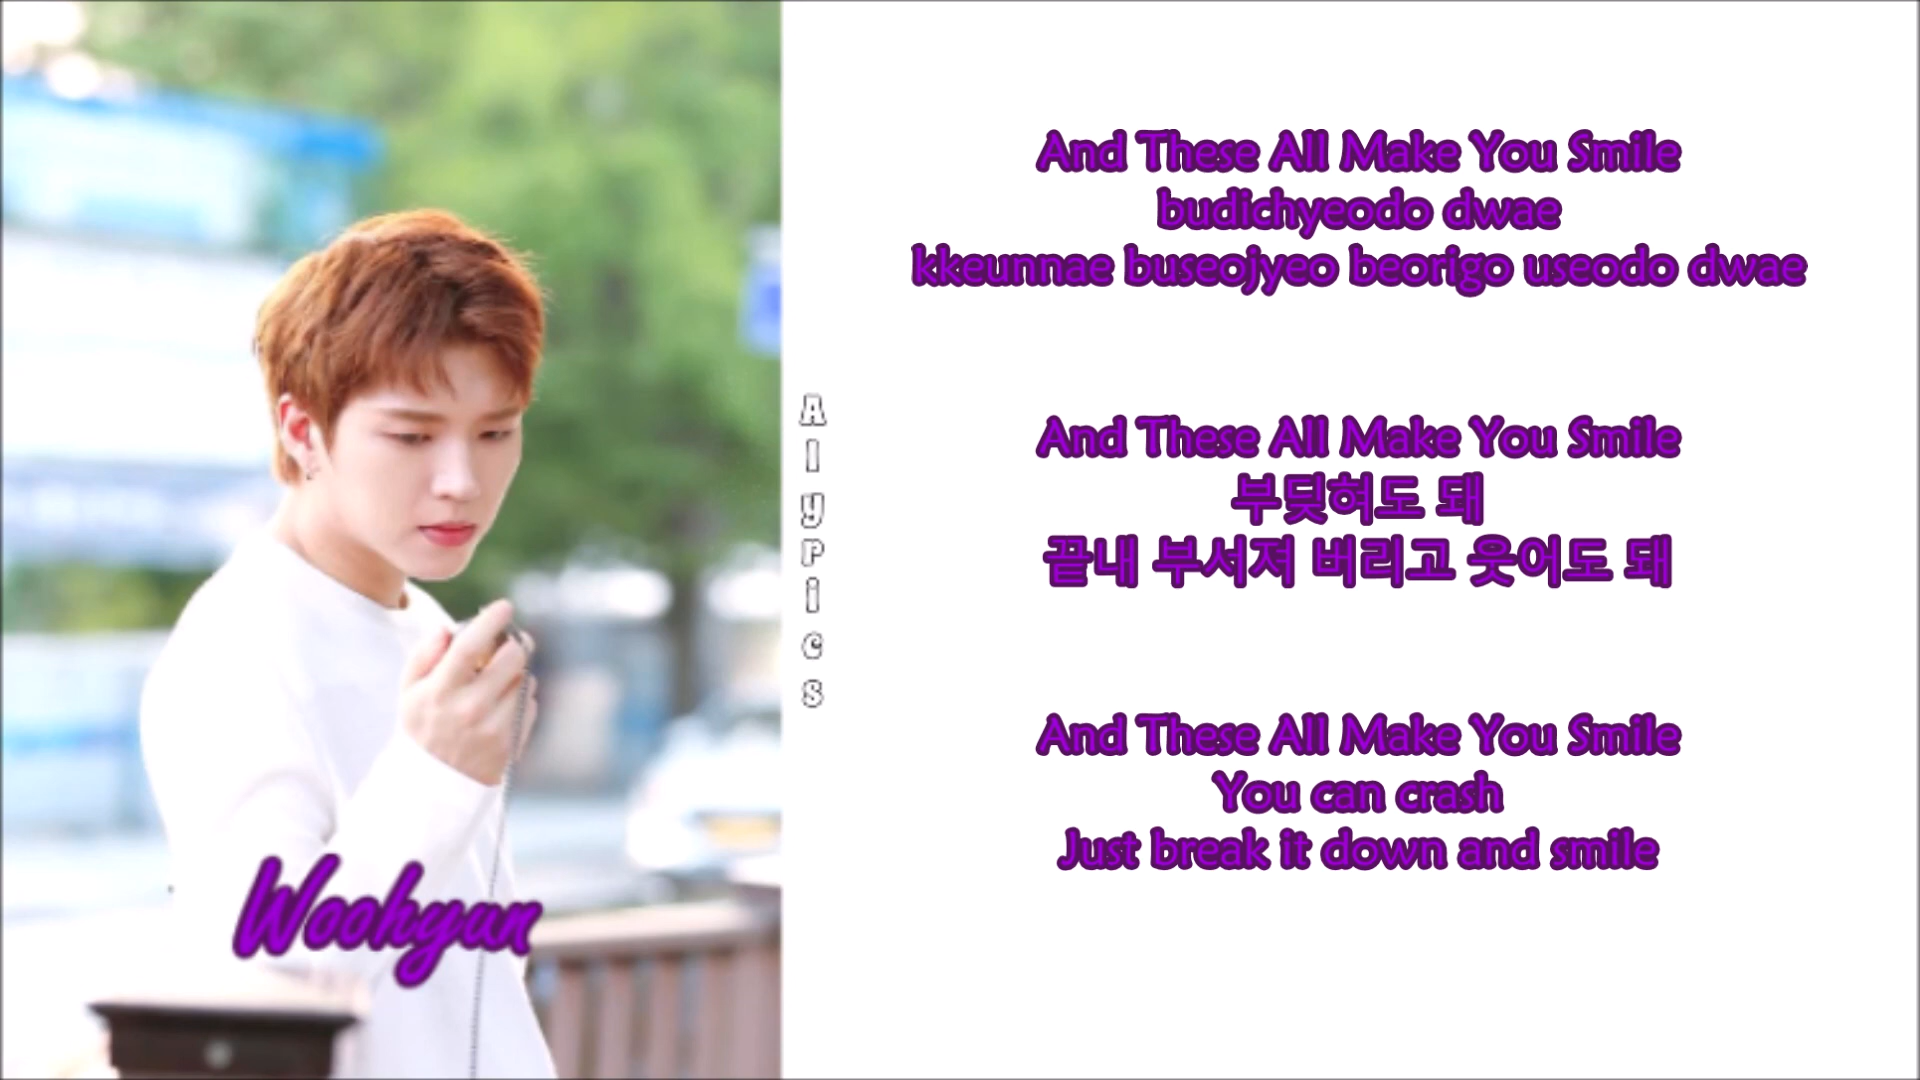 And These All Make You Smile
budichyeodo dwae
kkeunnae buseojyeo beorigo useodo dwae
And These All Make You Smile
부딪혀도 돼
끝내 부서져 버리고 웃어도 돼
And These All Make You Smile
You can crash
Just break it down and smile
Woohyun
AlyPics